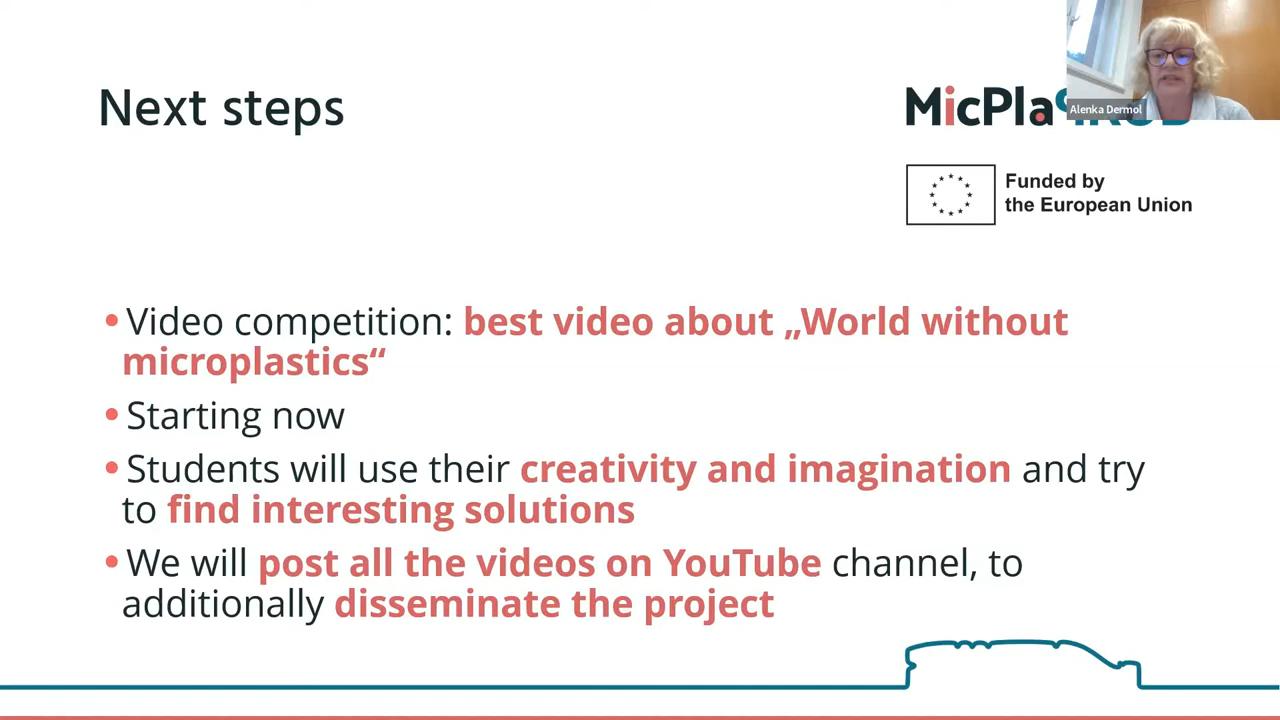 Next steps
MicPla
Alenka Dermol
Funded by
the European Union
•Video competition: best video about „World without
microplastics“
•Starting now
•Students will use their creativity and imagination and try
to find interesting solutions
•We will post all the videos on YouTube channel, to
additionally disseminate the project